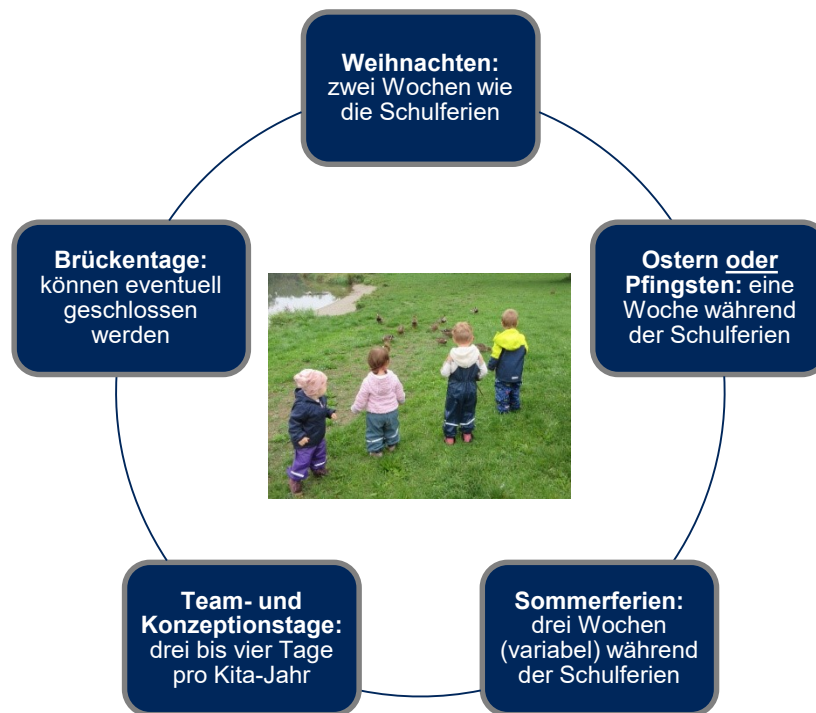 Weihnachten:
zwei Wochen wie
die Schulferien
Ostern oder
Pfingsten: eine
Woche während
der Schulferien
Sommerferien:
drei Wochen
(variabel) während
der Schulferien
Team- und
Konzeptionstage:
drei bis vier Tage
pro Kita-Jahr
Brückentage:
können eventuell
geschlossen
werden